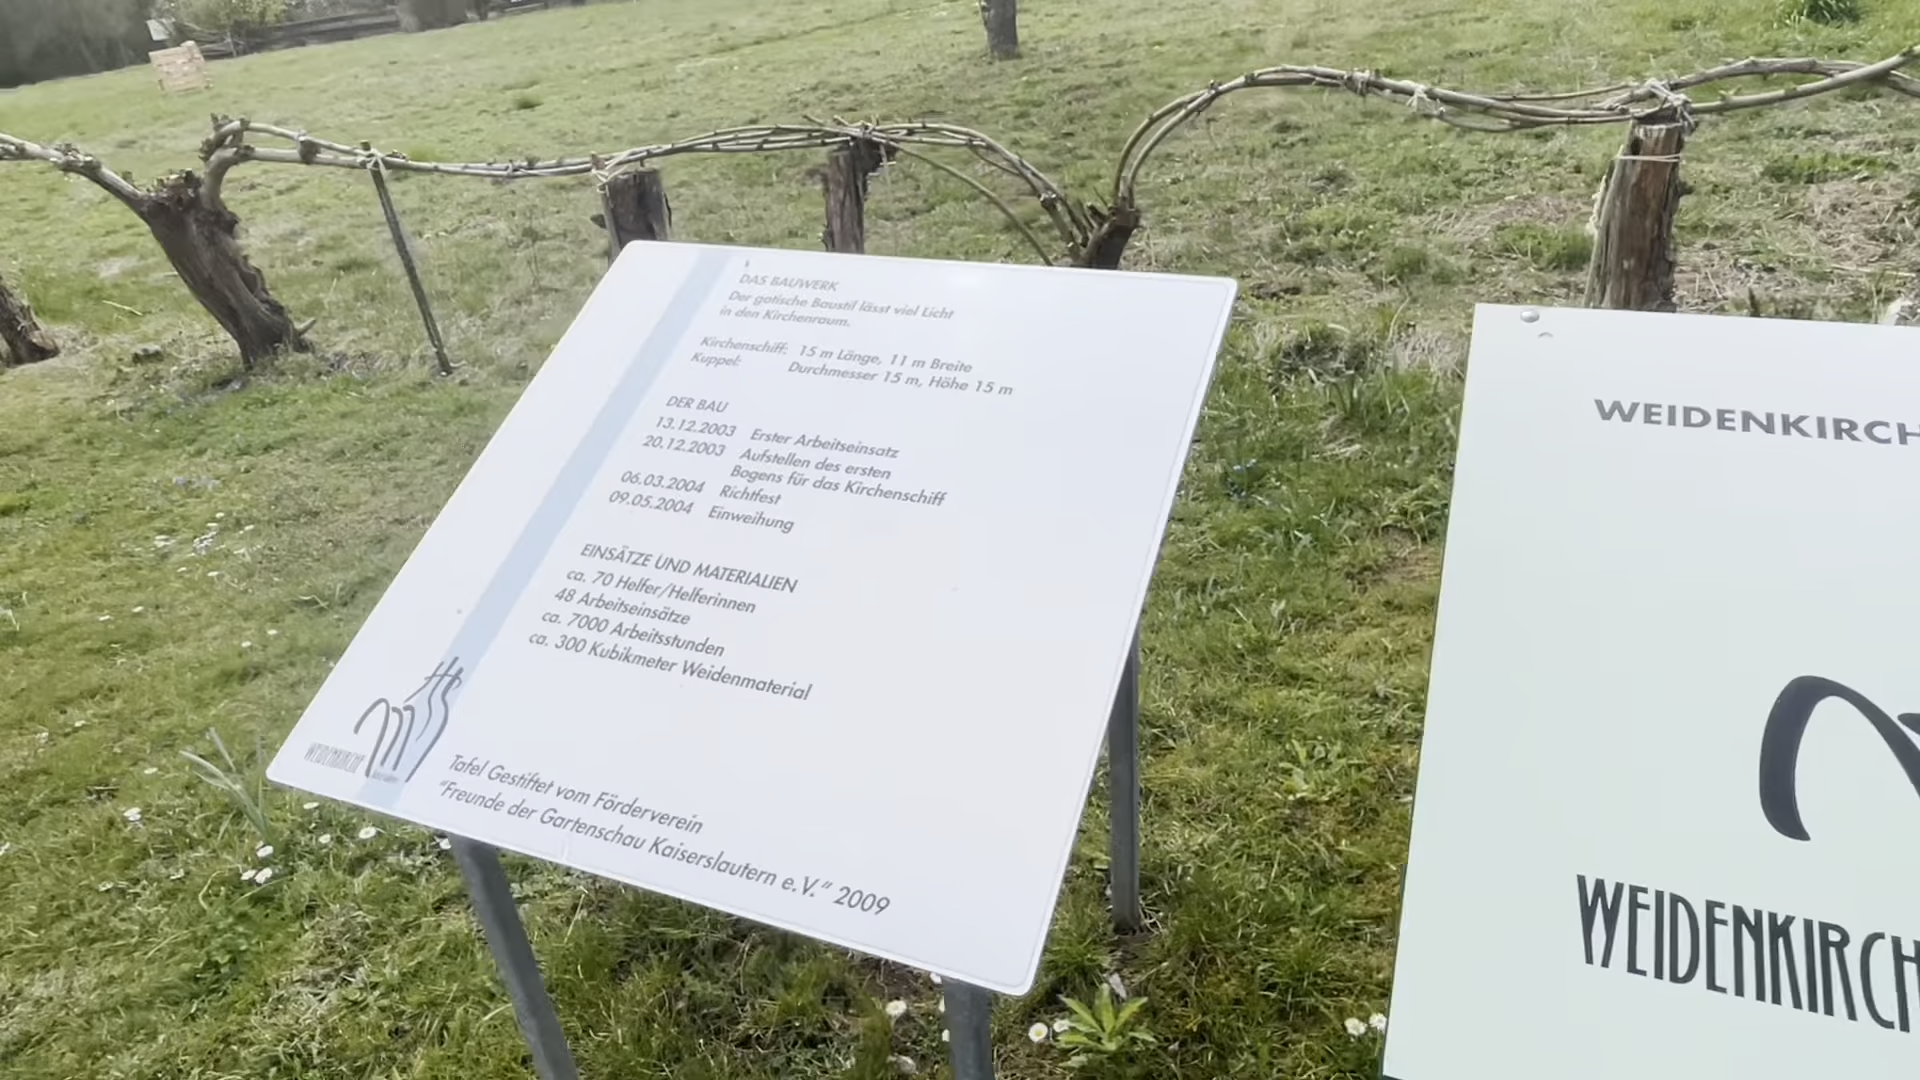 DAS BAUWERK
Der gotische Baustil lässt viel Licht
in den Kirchenraum.
Kirchenschiff: 15 m Länge, 11 m Breite
Kuppel: Durchmesser 15 m, Höhe 15 m
DER BAU
13.12.2003 Erster Arbeitseinsatz
20.12.2003 Aufstellen des ersten
Bogens für das Kirchenschiff
06.03.2004 Richtfest
09.05.2004 Einweihung
EINSÄTZE UND MATERIALIEN
ca. 70 Helfer/Helferinnen
48 Arbeitseinsätze
ca. 7000 Arbeitsstunden
ca. 300 Kubikmeter Weidenmaterial
WEIDENKIRCHE
Tafel Gestiftet vom Förderverein
"Freunde der Gartenschau Kaiserslautern e.V." 2009
WEIDENKIRCH
WEIDENKIRCH